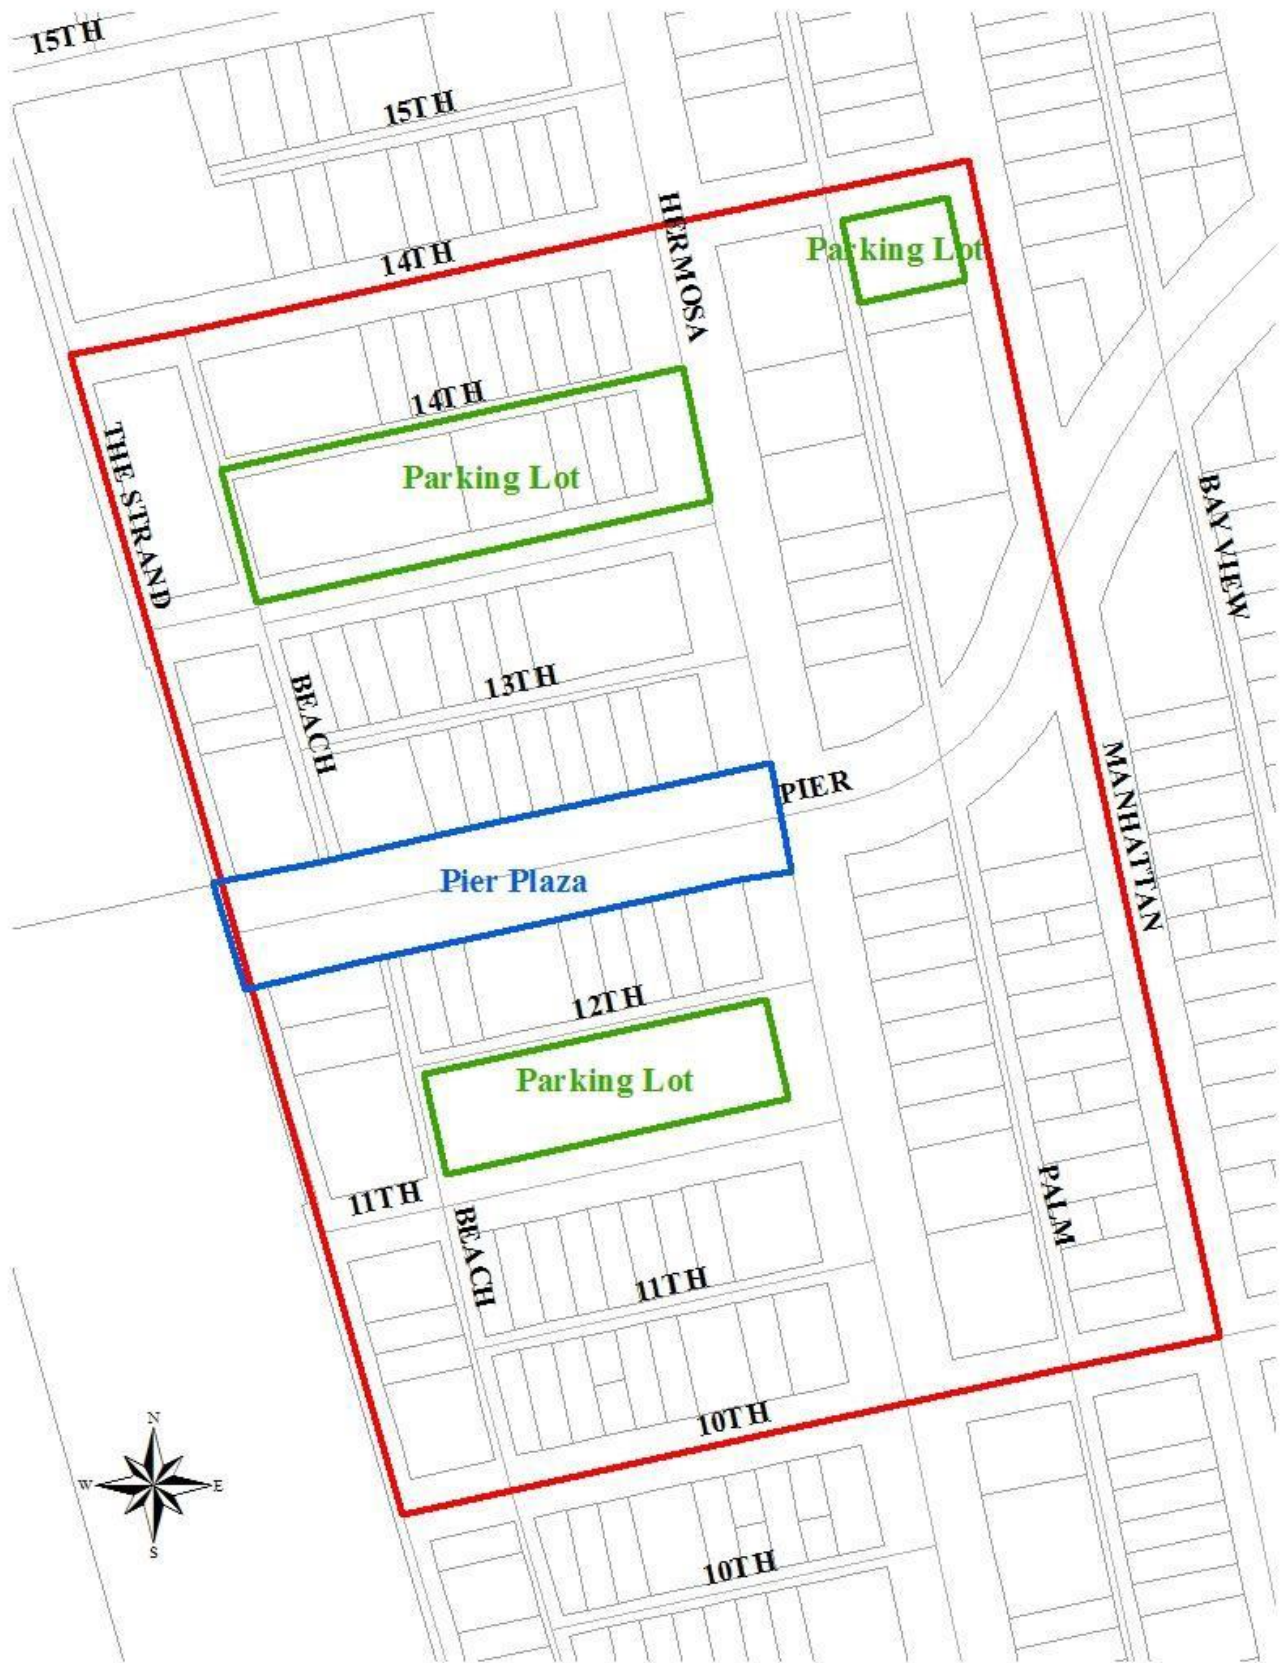 15TH
15TH
HERMOSA
14TH
Parking Lot
14TH
THE STRAND
Parking Lot
BAY VIEW
BEACH
13TH
PIER
MANHATTAN
Pier Plaza
12TH
Parking Lot
11TH
PALM
BEACH
11TH
10TH
N
W
E
S
10TH